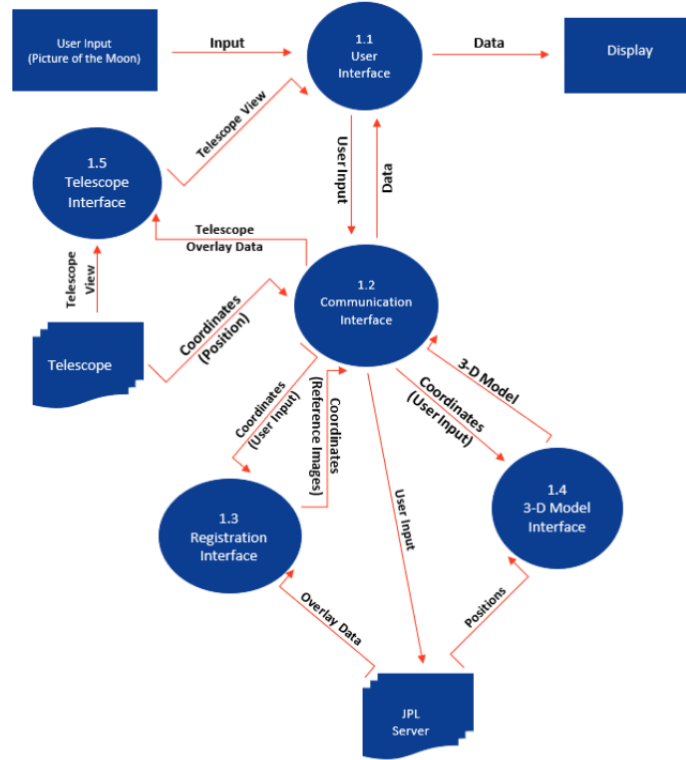 User Input
(Picture of the Moon)
Input
1.1
User
Interface
Data
Display
Telescope View
User Input
Data
1.5
Telescope
Interface
Telescope
Overlay Data
Telescope
View
1.2
Communication
Interface
Telescope
Coordinates
(Position)
Coordinates
(User Input)
Coordinates
(Reference Images)
3-D Model
Coordinates
(User Input)
User Input
1.3
Registration
Interface
1.4
3-D Model
Interface
Overlay Data
Positions
JPL
Server